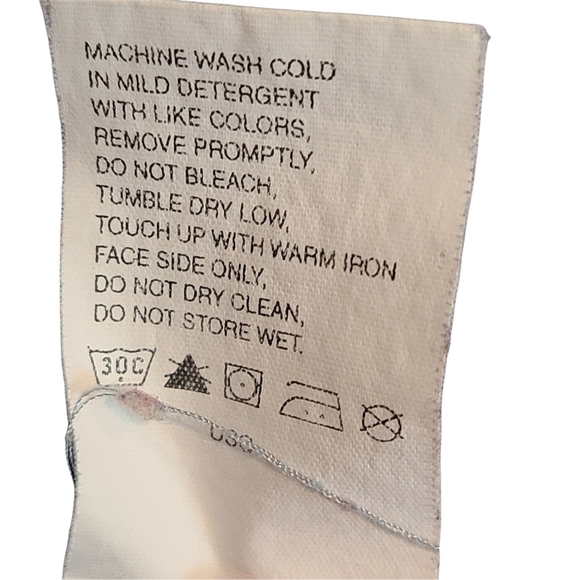 MACHINE WASH COLD
IN MILD DETERGENT
WITH LIKE COLORS,
REMOVE PROMPTLY,
DO NOT BLEACH,
TUMBLE DRY LOW,
TOUCH UP WITH WARM IRON
FACE SIDE ONLY,
DO NOT DRY CLEAN,
DO NOT STORE WET.
30C